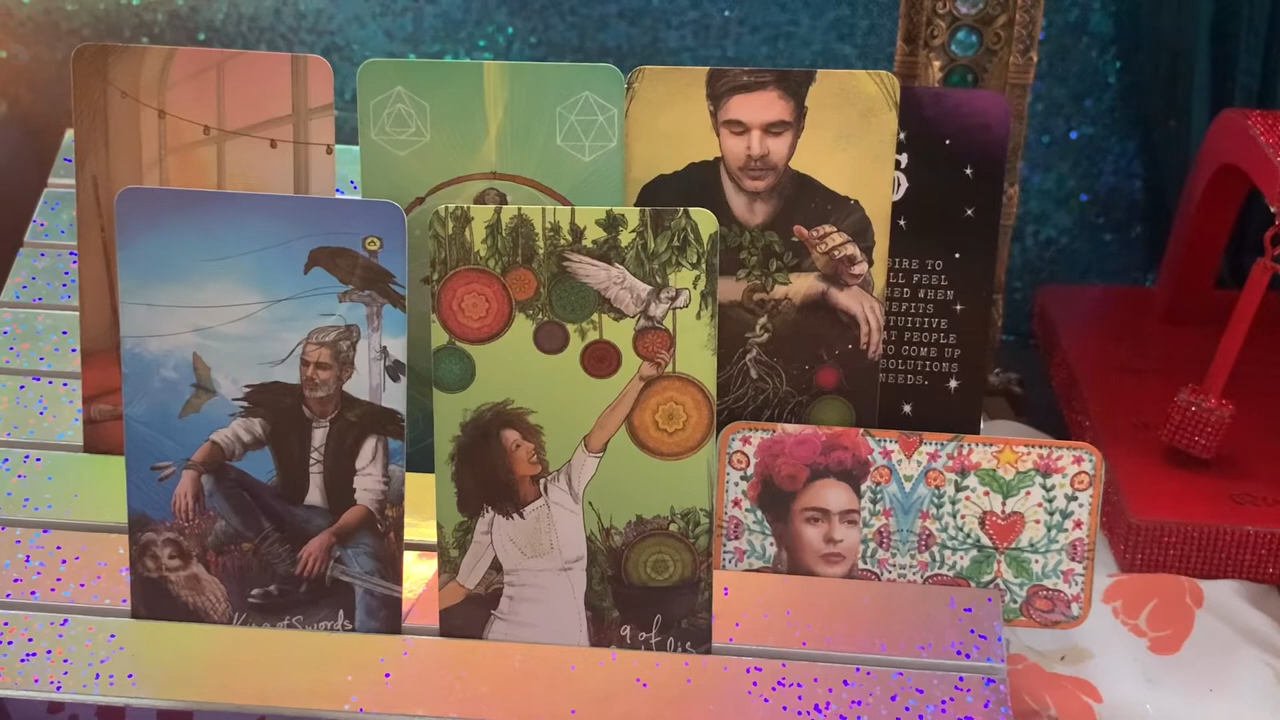 SIRE TO
LL FEEL
HED WHEN
NEFITS
TUITIVE
AT PEOPLE
TO COME UP
SOLUTIONS
NEEDS.
King of Swords
9 of